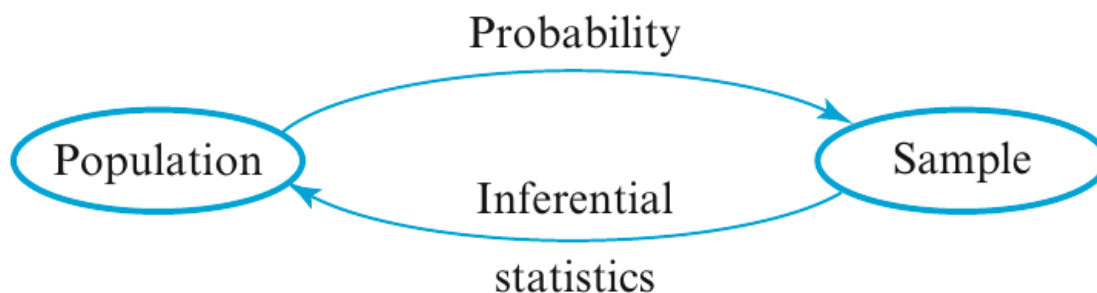 Probability
Population
Sample
Inferential
statistics